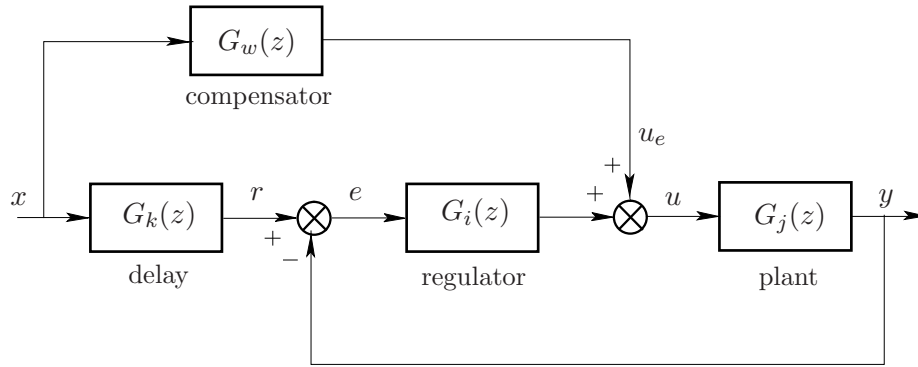 G_w(z)
compensator
u_e
x
G_k(z)
delay
r
+
−
e
G_i(z)
regulator
+
+
u
G_j(z)
plant
y